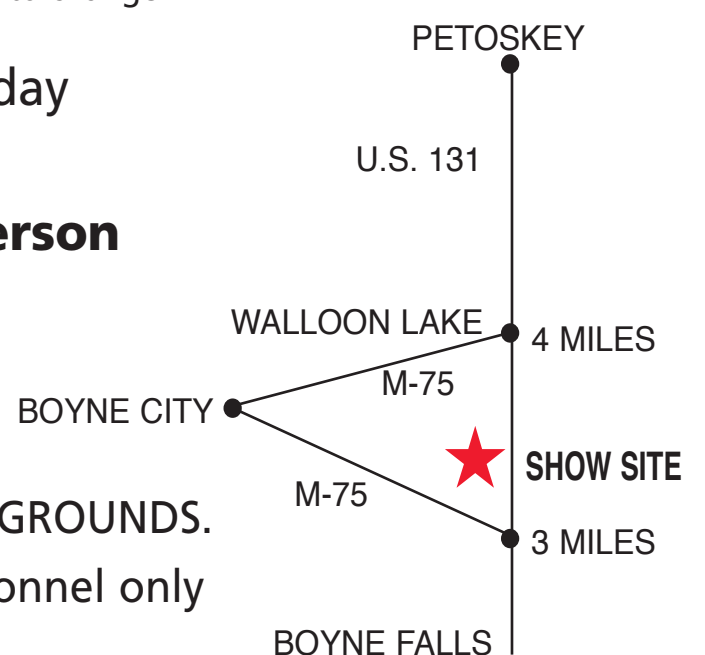 PETOSKEY
day
U.S. 131
erson
WALLOON LAKE
4 MILES
M-75
BOYNE CITY
SHOW SITE
M-75
GROUNDS.
3 MILES
onnel only
BOYNE FALLS